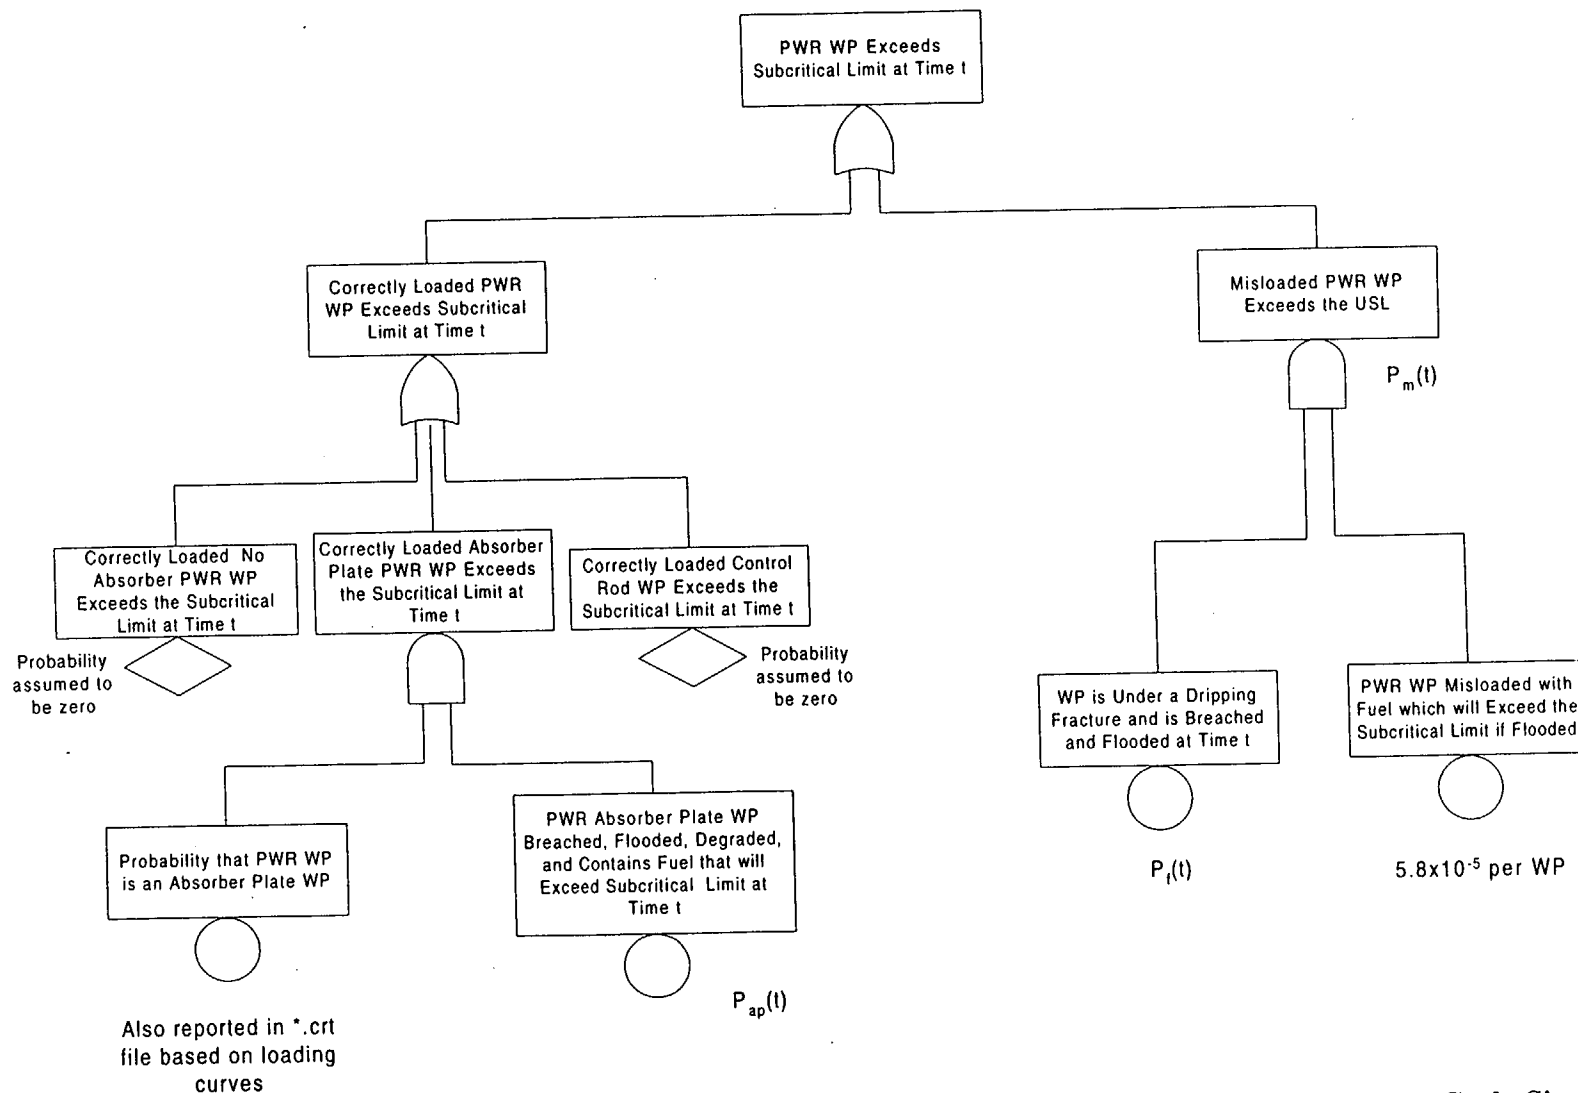 PWR WP Exceeds
Subcritical Limit at Time t
Correctly Loaded PWR
WP Exceeds Subcritical
Limit at Time t
Misloaded PWR WP
Exceeds the USL
P_m(t)
Correctly Loaded No
Absorber PWR WP
Exceeds the Subcritical
Limit at Time t
Correctly Loaded Absorber
Plate PWR WP Exceeds
the Subcritical Limit at
Time t
Correctly Loaded Control
Rod WP Exceeds the
Subcritical Limit at Time t
Probability
assumed to
be zero
Probability
assumed to
be zero
WP is Under a Dripping
Fracture and is Breached
and Flooded at Time t
PWR WP Misloaded with
Fuel which will Exceed the
Subcritical Limit if Flooded
Probability that PWR WP
is an Absorber Plate WP
PWR Absorber Plate WP
Breached, Flooded, Degraded,
and Contains Fuel that will
Exceed Subcritical Limit at
Time t
P_f(t)
5.8x10^-5 per WP
P_ap(t)
Also reported in *.crt
file based on loading
curves